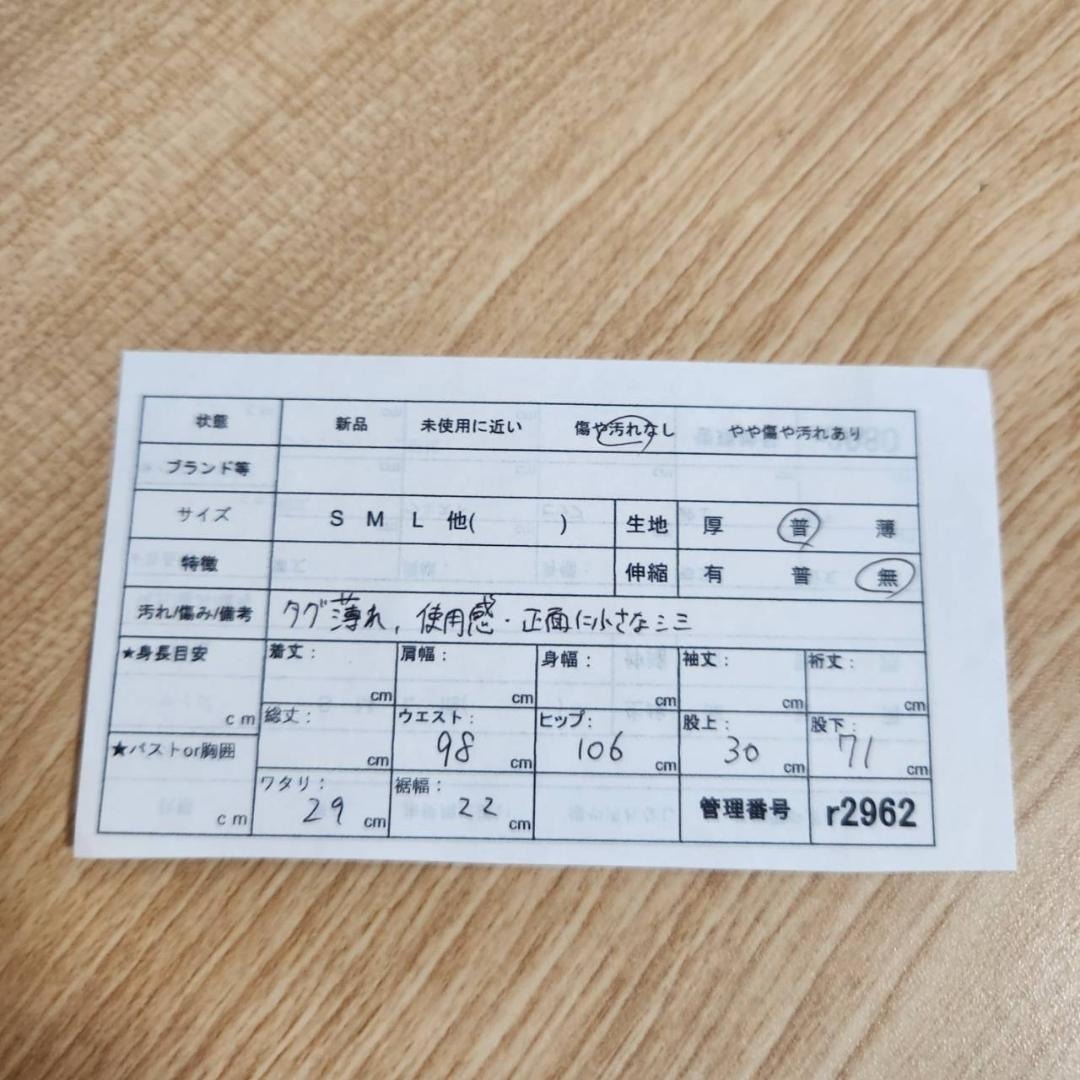 状態 新品 未使用に近い 傷や汚れなし やや傷や汚れあり
ブランド等
サイズ S M L 他( ) 生地 厚 普 薄
特徴 伸縮 有 普 無
汚れ/傷み/備考 タグ薄れ, 使用感・正面に小さなシミ
★身長目安 cm 着丈: cm 肩幅: cm 身幅: cm 袖丈: cm 裄丈: cm
総丈: cm ウエスト: 98 cm ヒップ: 106 cm 股上: 30 cm 股下: 71 cm
★バストor胸囲 cm ワタリ: 29 cm 裾幅: 22 cm 管理番号 r2962